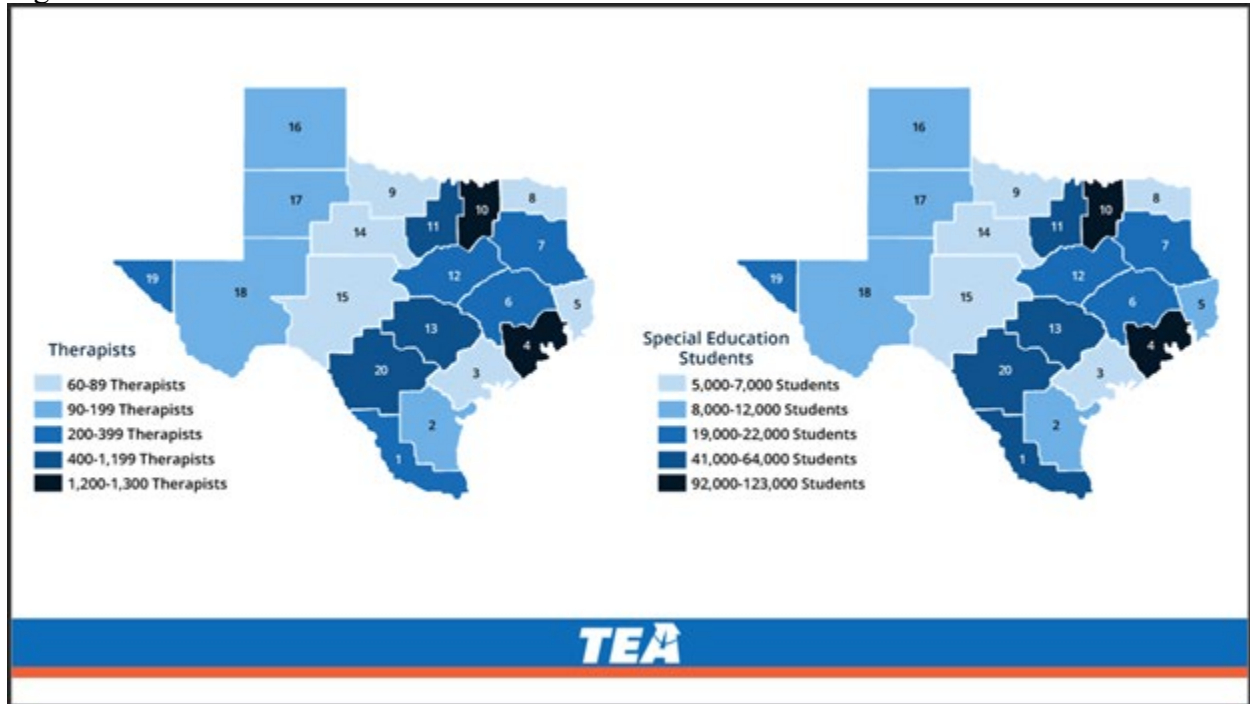 16
17
9
8
10
11
14
7
12
19
18
15
6
5
13
4
20
3
2
1
Therapists
60-89 Therapists
90-199 Therapists
200-399 Therapists
400-1,199 Therapists
1,200-1,300 Therapists
16
17
9
8
10
11
14
7
12
19
18
15
6
5
13
4
20
3
2
1
Special Education
Students
5,000-7,000 Students
8,000-12,000 Students
19,000-22,000 Students
41,000-64,000 Students
92,000-123,000 Students
TEA